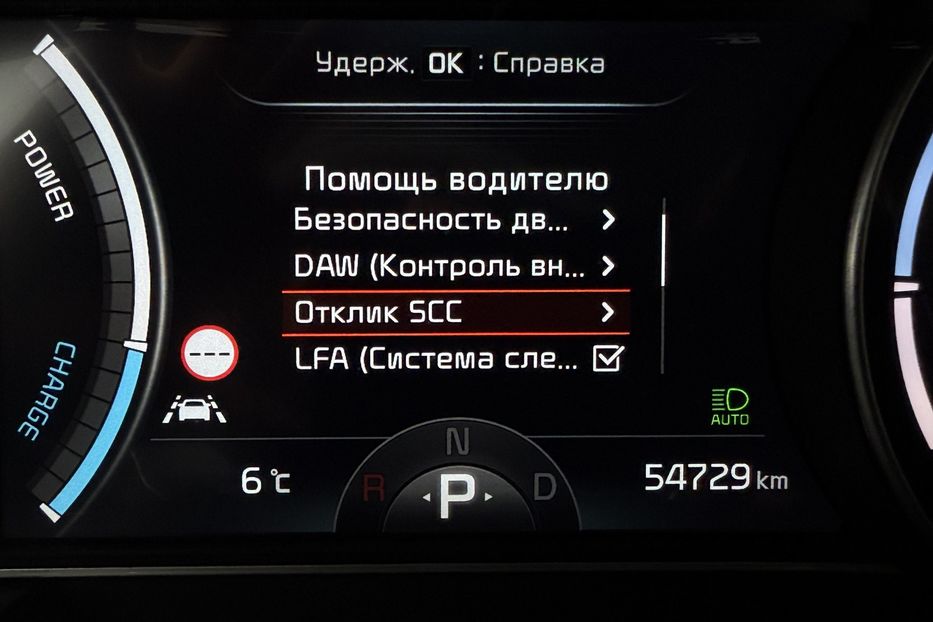 Удерж. OK : Справка
POWER
Помощь водителю
Безопасность дв...
DAW (Контроль вн...
Отклик SCC
LFA (Система сле...
---
CHARGE
AUTO
N
6 °C
R
P
D
54729 km